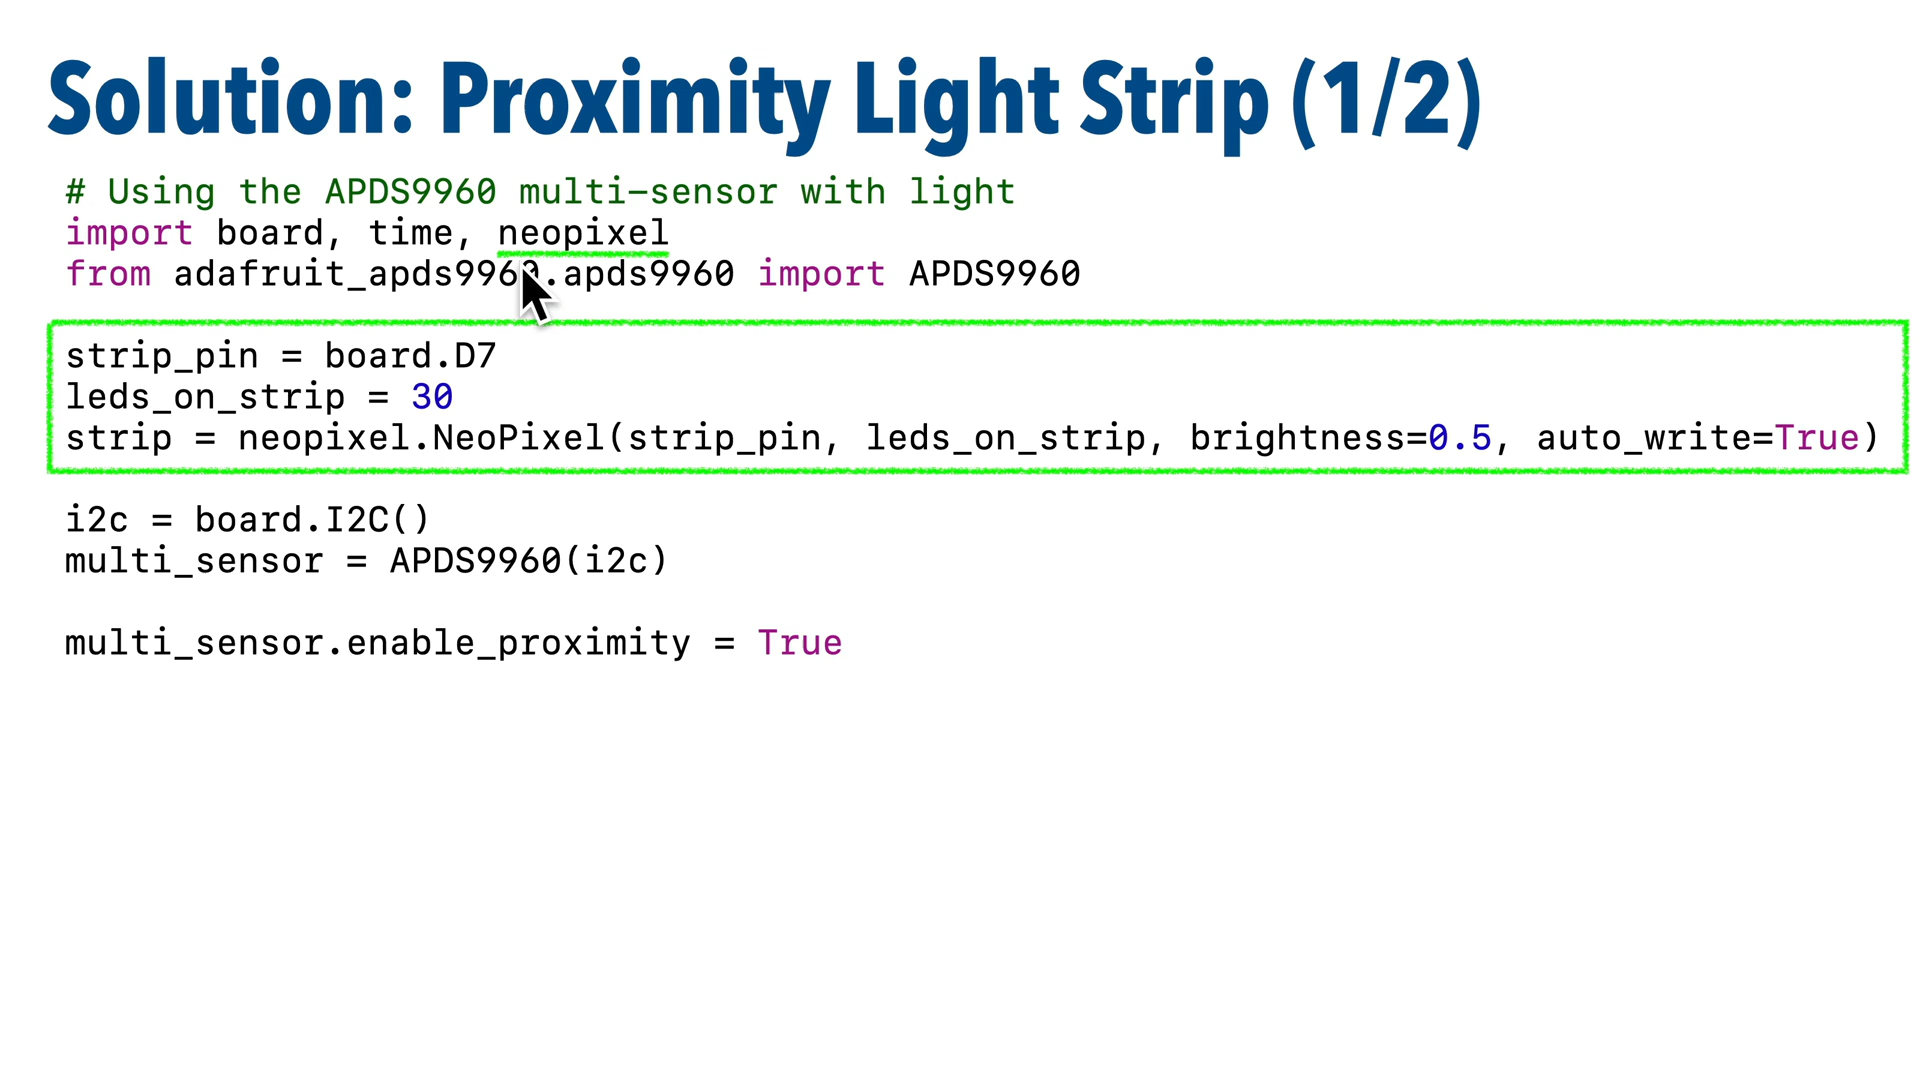 Solution: Proximity Light Strip (1/2)
# Using the APDS9960 multi-sensor with light
import board, time, neopixel
from adafruit_apds9960.apds9960 import APDS9960
strip_pin = board.D7
leds_on_strip = 30
strip = neopixel.NeoPixel(strip_pin, leds_on_strip, brightness=0.5, auto_write=True)
i2c = board.I2C()
multi_sensor = APDS9960(i2c)
multi_sensor.enable_proximity = True